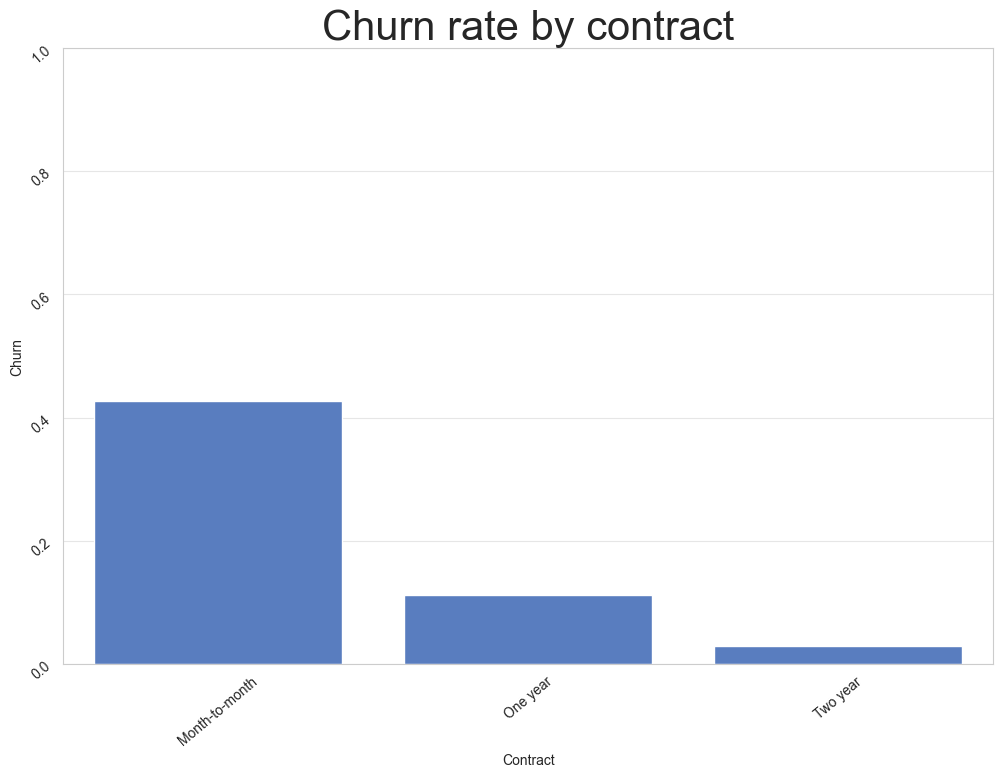 Churn rate by contract
1.0
0.8
0.6
0.4
0.2
0.0
Churn
Month-to-month
One year
Two year
Contract